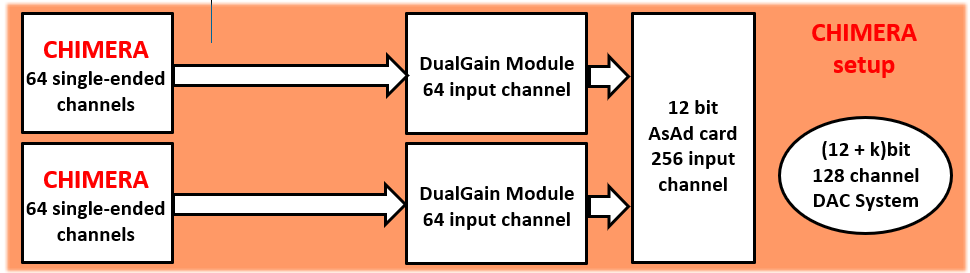 CHIMERA
64 single-ended
channels
DualGain Module
64 input channel
CHIMERA
64 single-ended
channels
DualGain Module
64 input channel
12 bit
AsAd card
256 input
channel
CHIMERA
setup
(12 + k)bit
128 channel
DAC System